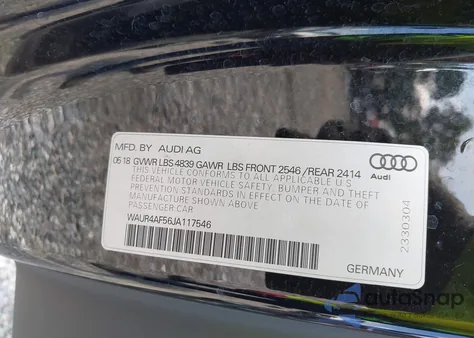 MFD. BY AUDI AG
05 18 GVWR LBS 4839 GAWR LBS FRONT 2546 /REAR 2414
THIS VEHICLE CONFORMS TO ALL APPLICABLE U.S
FEDERAL MOTOR VEHICLE SAFETY, BUMPER AND THEFT
PREVENTION STANDARDS IN EFFECT ON THE DATE OF
MANUFACTURE SHOWN ABOVE.
PASSENGER CAR
WAUR4AF56JA117546
Audi
2330304
GERMANY
autoSnap